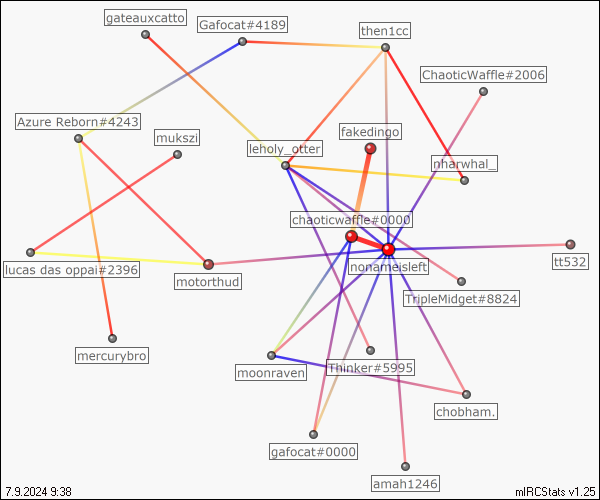 gateauxcatto
Gafocat#4189
then1cc
ChaoticWaffle#2006
Azure Reborn#4243
fakedingo
mukszi
leholy_otter
nharwhal_
chaoticwaffle#0000
tt532
lucas das oppai#2396
nonameisleft
motorthud
TripleMidget#8824
mercurybro
Thinker#5995
moonraven
chobham.
gafocat#0000
amah1246
7.9.2024 9:38
mIRCStats v1.25